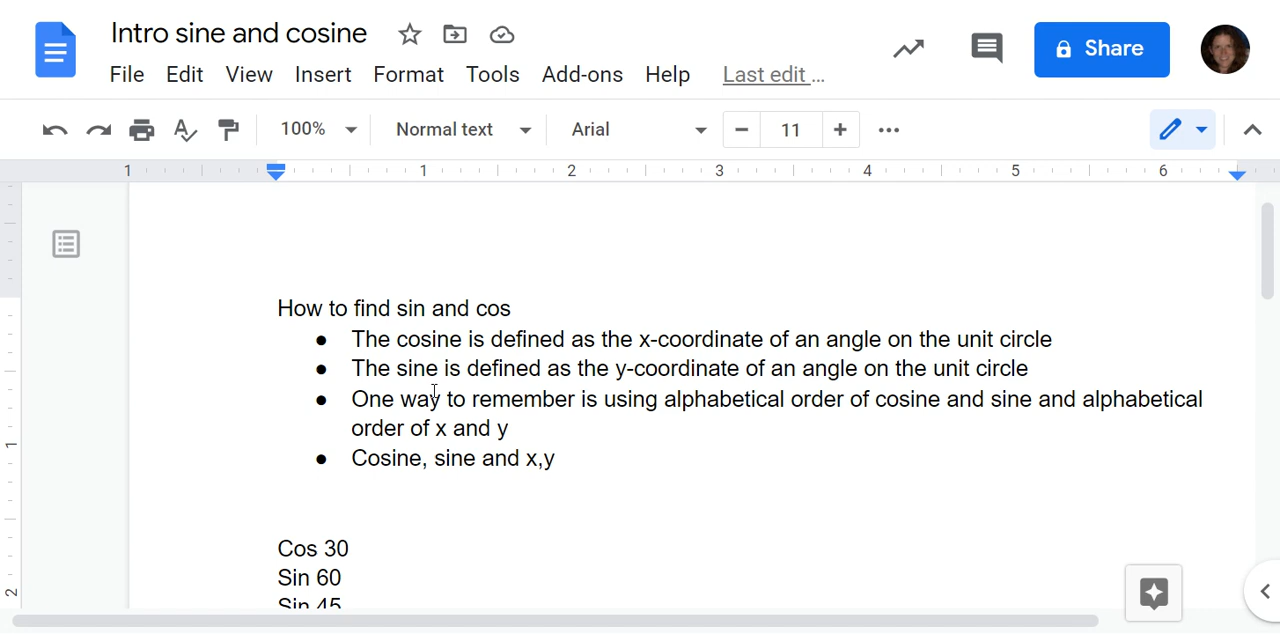 Intro sine and cosine
File Edit View Insert Format Tools Add-ons Help Last edit ...
Share
100% Normal text Arial 11
1 1 2 3 4 5 6
How to find sin and cos
The cosine is defined as the x-coordinate of an angle on the unit circle
The sine is defined as the y-coordinate of an angle on the unit circle
One way to remember is using alphabetical order of cosine and sine and alphabetical
order of x and y
1
Cosine, sine and x,y
Cos 30
Sin 60
2
Sin 45